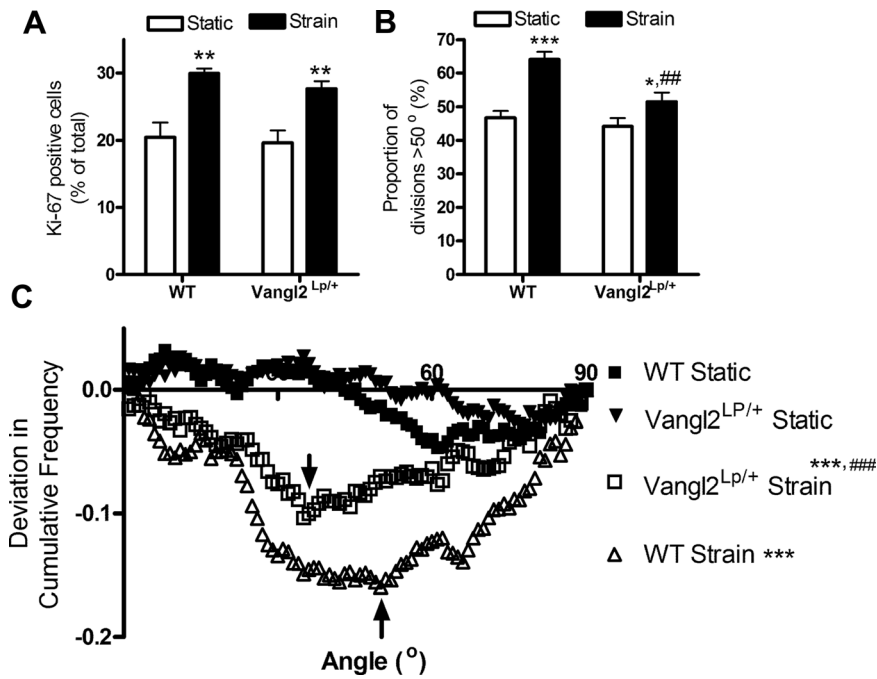 A
Static Strain
Ki-67 positive cells
(% of total)
30
20
10
0
**
**
WT Vangl2 Lp/+
B
Static Strain
Proportion of
divisions >50 º (%)
70
60
50
40
30
20
10
0
***
*,##
WT Vangl2Lp/+
C
Deviation in
Cumulative Frequency
0.0
-0.1
-0.2
60
90
Angle (º)
WT Static
Vangl2LP/+ Static
Vangl2Lp/+ Strain ***,###
WT Strain ***